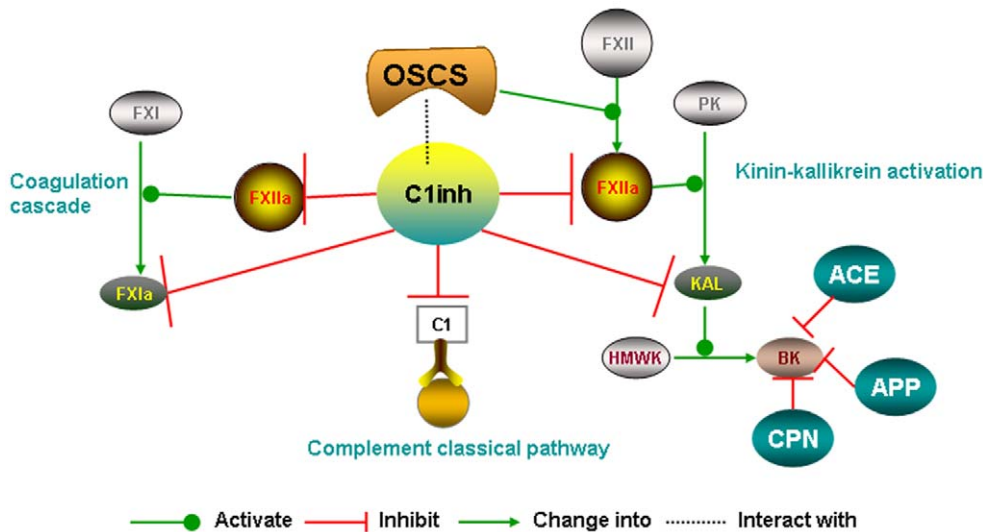 FXII
OSCS
PK
FXI
Coagulation
cascade
FXIIa
C1inh
FXIIa
Kinin-kallikrein activation
FXIa
KAL
ACE
C1
HMWK
BK
APP
CPN
Complement classical pathway
Activate
Inhibit
Change into
Interact with